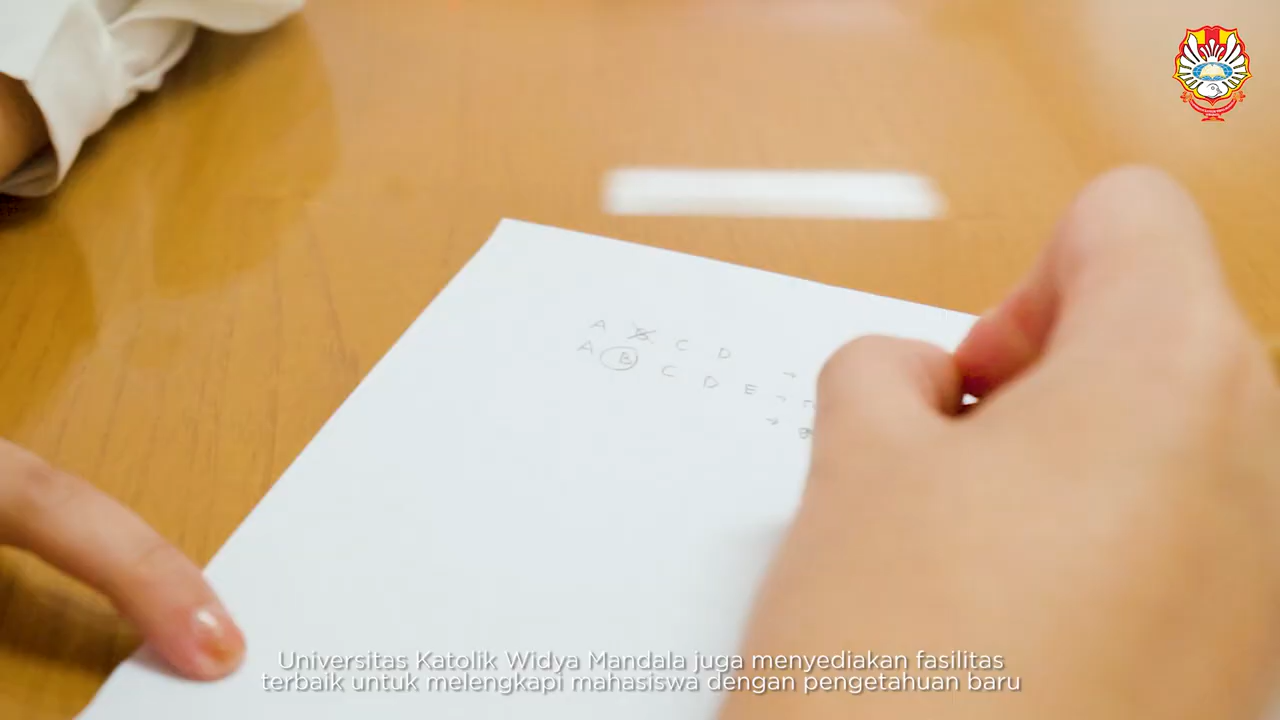 A B C D →
A B C D E →
→ B
Universitas Katolik Widya Mandala juga menyediakan fasilitas
terbaik untuk melengkapi mahasiswa dengan pengetahuan baru